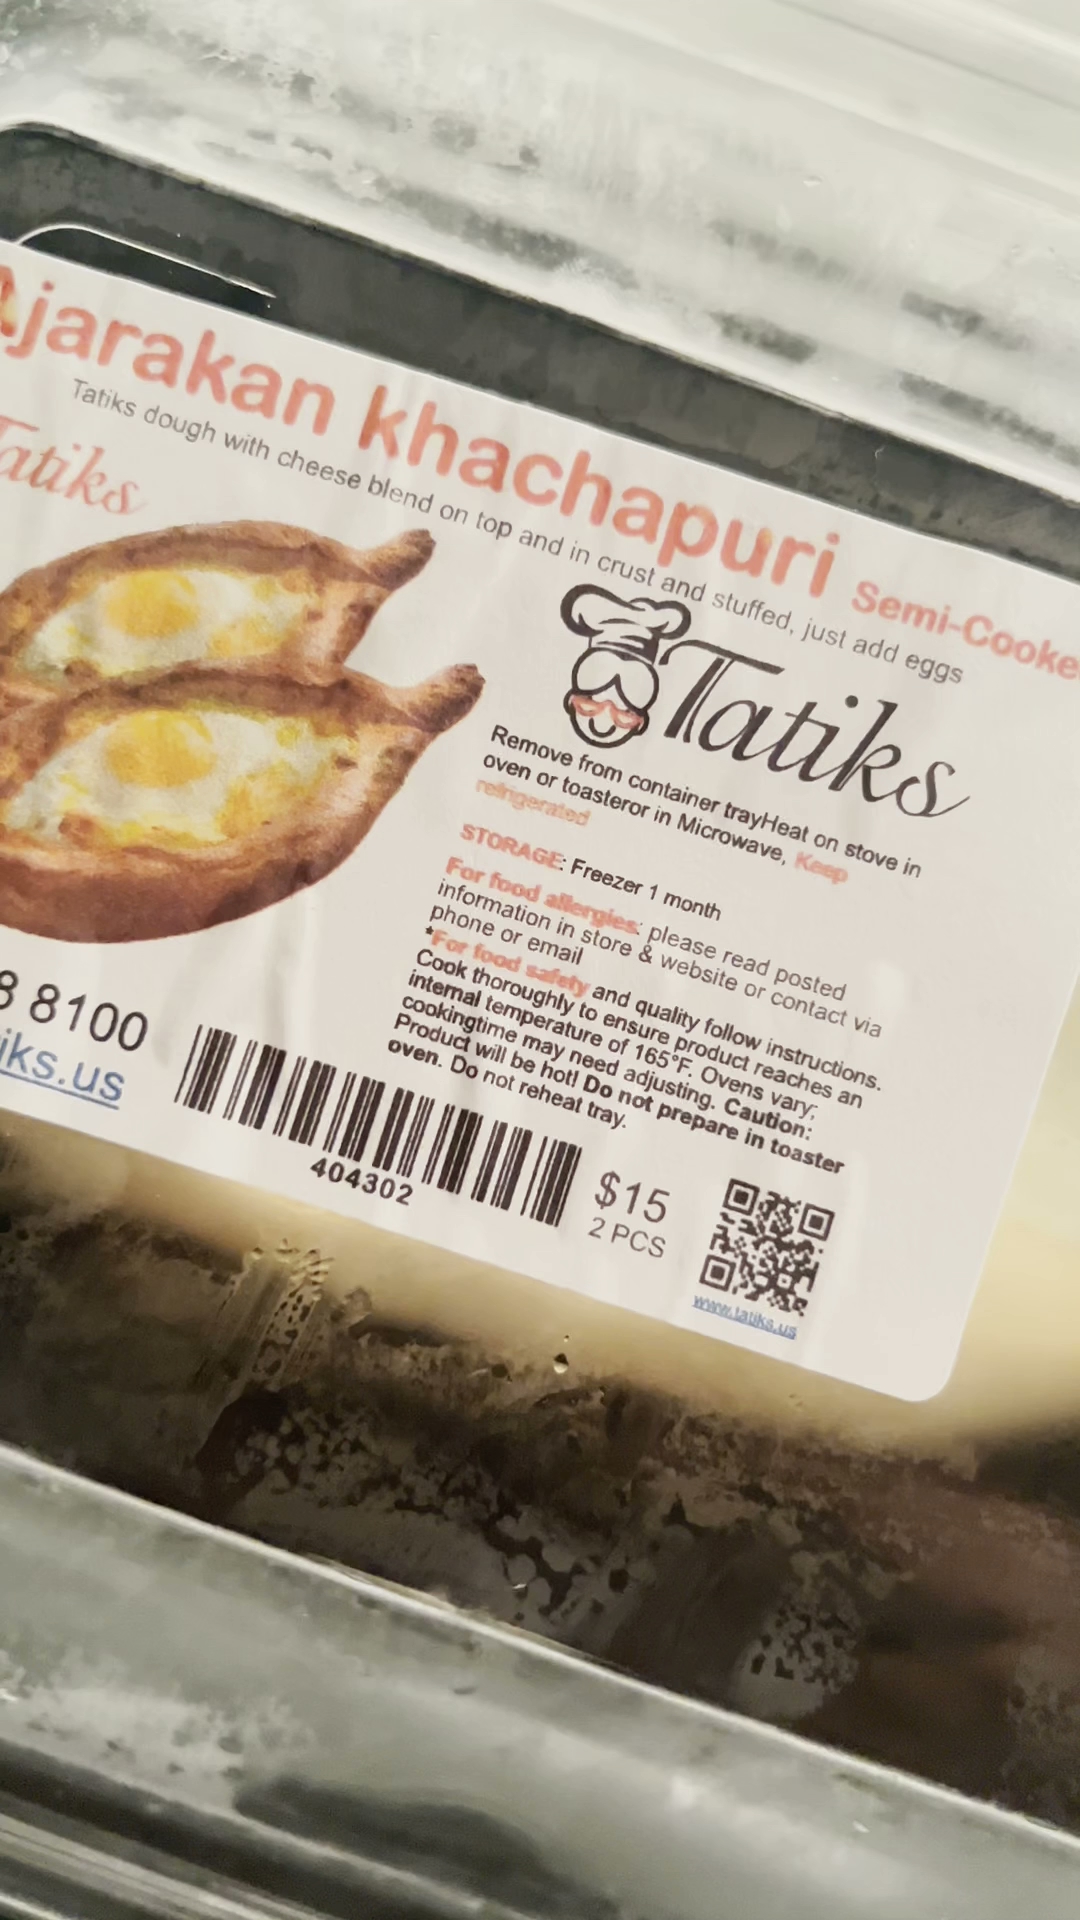 Ajarakan khachapuri Semi-Cooke
Tatiks dough with cheese blend on top and in crust and stuffed, just add eggs
Tatiks
Tatiks
Remove from container trayHeat on stove in
oven or toasteror in Microwave, Keep
refrigerated
STORAGE: Freezer 1 month
For food allergies: please read posted
information in store & website or contact via
phone or email
*For food safety and quality follow instructions.
Cook thoroughly to ensure product reaches an
internal temperature of 165°F. Ovens vary;
cookingtime may need adjusting. Caution:
Product will be hot! Do not prepare in toaster
oven. Do not reheat tray.
8 8100
iks.us
404302
$15
2 PCS
www.tatiks.us